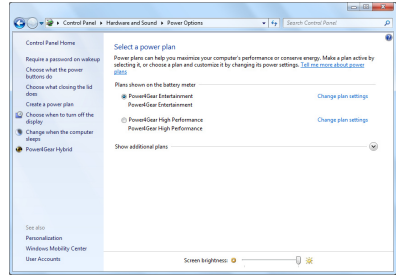 Control Panel ▸ Hardware and Sound ▸ Power Options
Search Control Panel
Control Panel Home
Require a password on wakeup
Choose what the power
buttons do
Choose what closing the lid
does
Create a power plan
Choose when to turn off the
display
Change when the computer
sleeps
Power4Gear Hybrid
See also
Personalization
Windows Mobility Center
User Accounts
Select a power plan
Power plans can help you maximize your computer's performance or conserve energy. Make a plan active by
selecting it, or choose a plan and customize it by changing its power settings. Tell me more about power
plans
Plans shown on the battery meter
Power4Gear Entertainment
Change plan settings
Power4Gear Entertainment
Power4Gear High Performance
Change plan settings
Power4Gear High Performance
Show additional plans
Screen brightness: